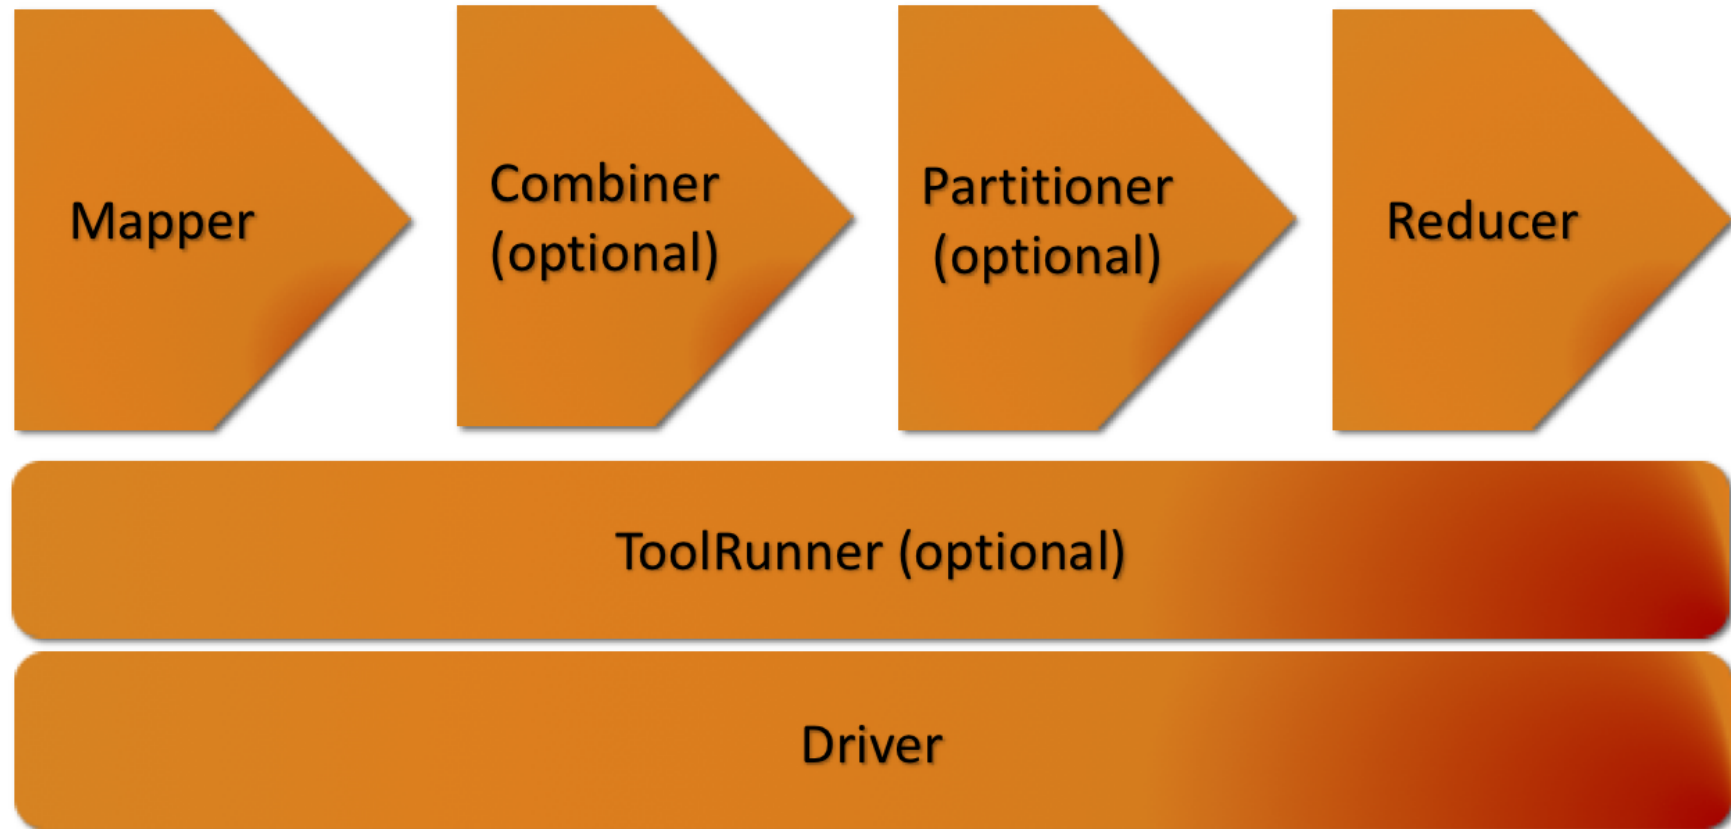 Mapper
Combiner
(optional)
Partitioner
(optional)
Reducer
ToolRunner (optional)
Driver